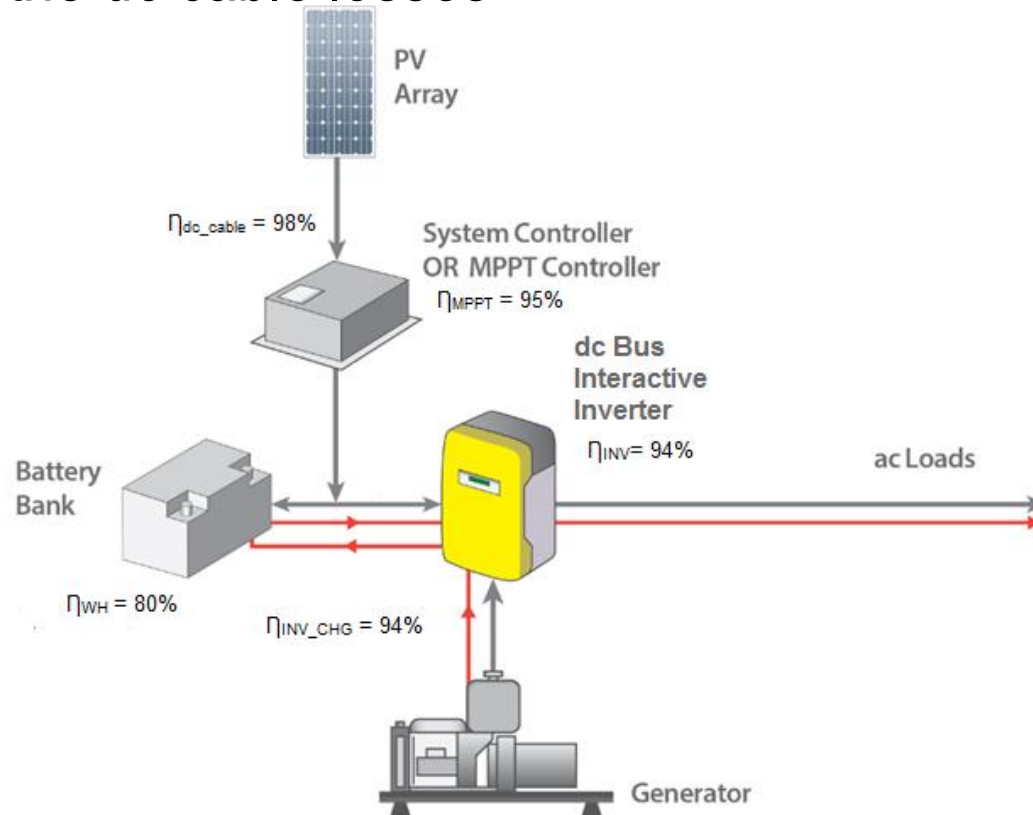 PV
Array
ηdc_cable = 98%
System Controller
OR MPPT Controller
ηMPPT = 95%
dc Bus
Interactive
Inverter
ηINV= 94%
ac Loads
Battery
Bank
ηWH = 80%
ηINV_CHG = 94%
Generator